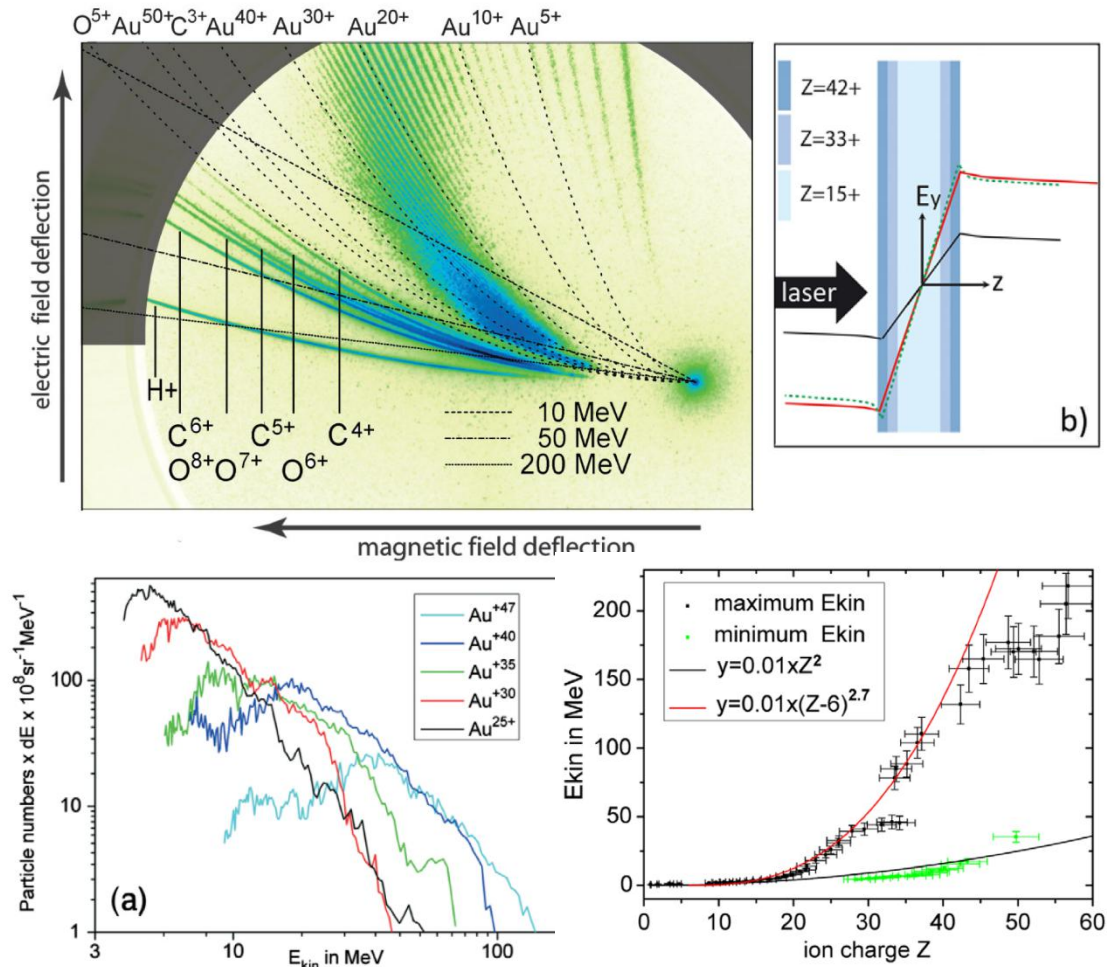 O5+ Au50+ C3+ Au40+ Au30+ Au20+ Au10+ Au5+
electric field deflection
H+
C6+ C5+ C4+
O8+ O7+ O6+
10 MeV
50 MeV
200 MeV
magnetic field deflection
Z=42+
Z=33+
Z=15+
Ey
laser
z
b)
Particle numbers x dE x 10⁸sr⁻¹MeV⁻¹
100
10
1
Au+47
Au+40
Au+35
Au+30
Au25+
(a)
3 10 100
Ekin in MeV
Ekin in MeV
200
150
100
50
0
maximum Ekin
minimum Ekin
y=0.01xZ²
y=0.01x(Z-6)^2.7
0 10 20 30 40 50 60
ion charge Z